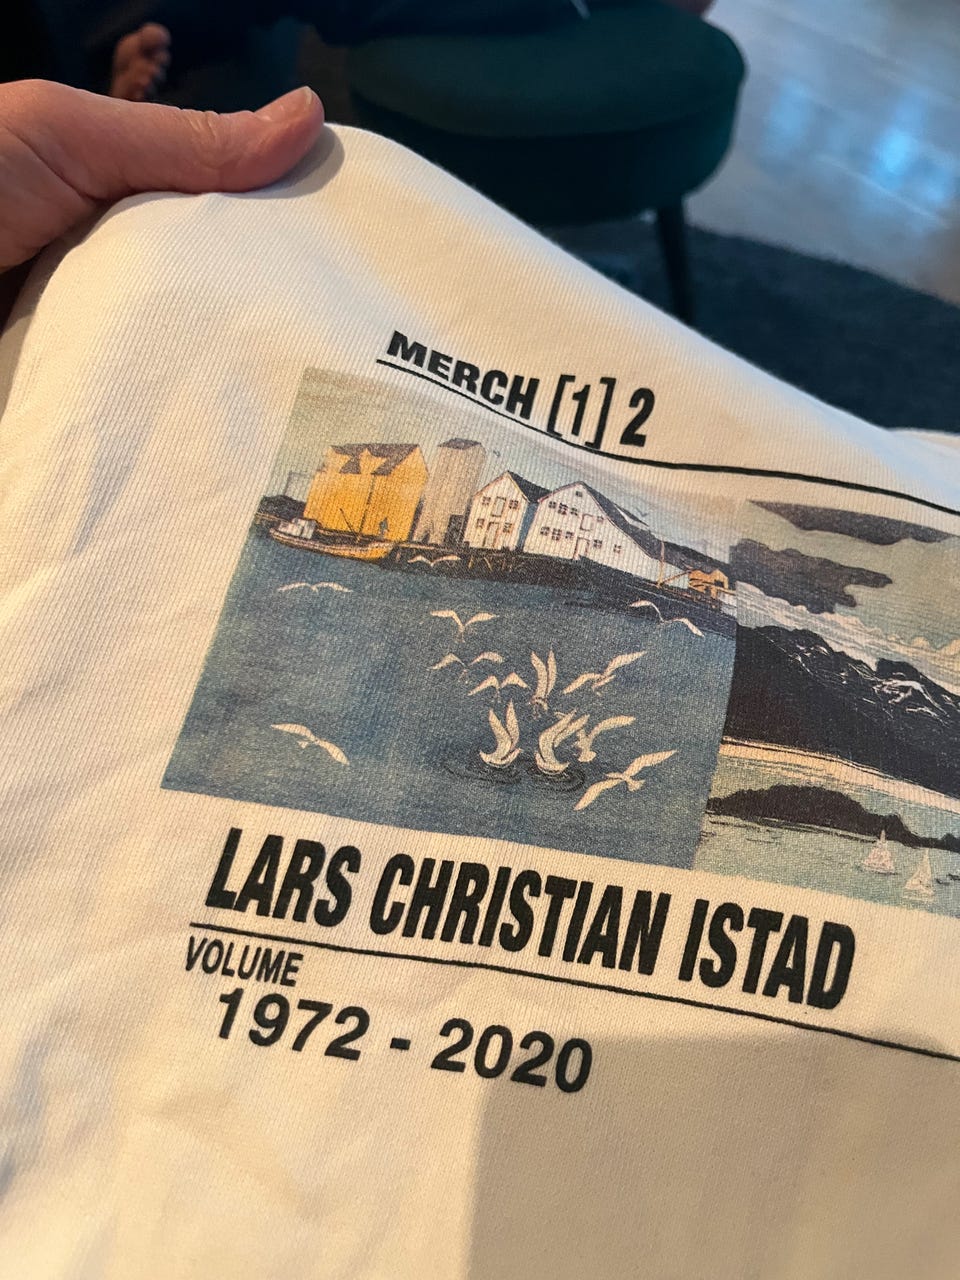 MERCH [1] 2
LARS CHRISTIAN ISTAD
VOLUME
1972 - 2020